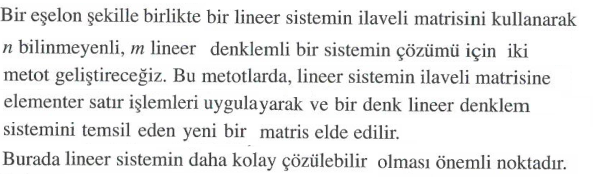 Bir eşelon şekille birlikte bir lineer sistemin ilaveli matrisini kullanarak
n bilinmeyenli, m lineer denklemli bir sistemin çözümü için iki
metot geliştireceğiz. Bu metotlarda, lineer sistemin ilaveli matrisine
elementer satır işlemleri uygulayarak ve bir denk lineer denklem
sistemini temsil eden yeni bir matris elde edilir.
Burada lineer sistemin daha kolay çözülebilir olması önemli noktadır.